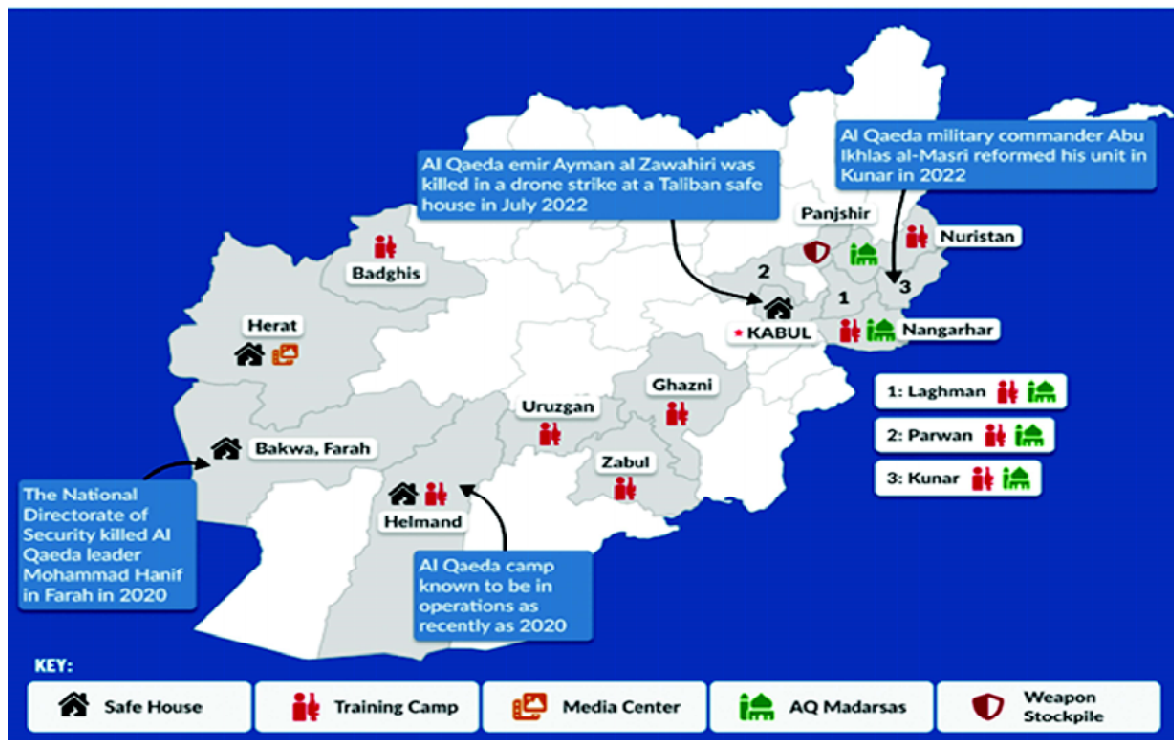 Al Qaeda military commander Abu
Ikhlas al-Masri reformed his unit in
Kunar in 2022
Al Qaeda emir Ayman al Zawahiri was
killed in a drone strike at a Taliban safe
house in July 2022
Panjshir
Nuristan
Badghis
2
3
1
Herat
KABUL
Nangarhar
Ghazni
1: Laghman
Uruzgan
2: Parwan
Bakwa, Farah
Zabul
3: Kunar
The National
Directorate of
Security killed Al
Qaeda leader
Mohammad Hanif
in Farah in 2020
Helmand
Al Qaeda camp
known to be in
operations as
recently as 2020
KEY:
Safe House
Training Camp
Media Center
AQ Madarsas
Weapon
Stockpile